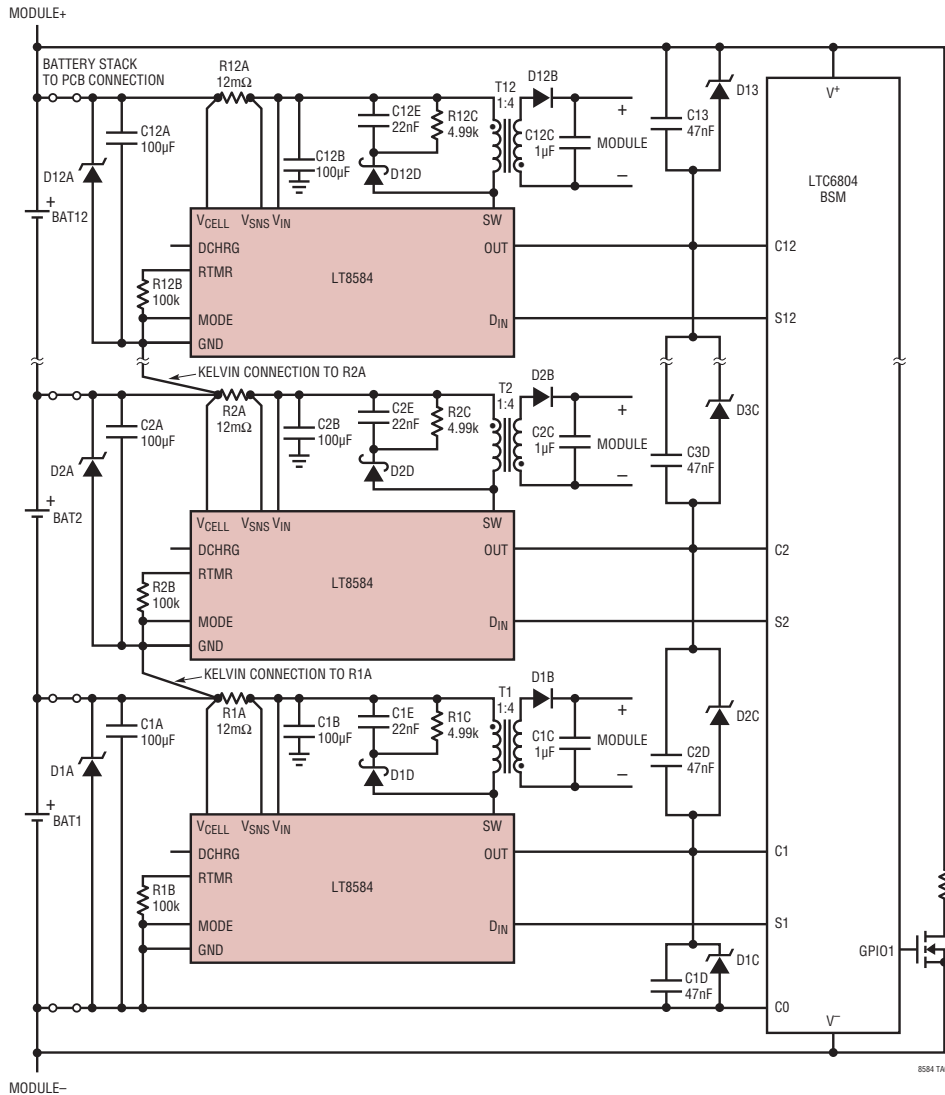 MODULE+
BATTERY STACK
TO PCB CONNECTION
R12A
12mΩ
C12A
100µF
D12A
+
BAT12
C12B
100µF
C12E
22nF
R12C
4.99k
D12D
T12
1:4
D12B
C12C
1µF
+
MODULE
–
C13
47nF
D13
V+
LTC6804
BSM
VCELL
VSNS
VIN
SW
DCHRG
OUT
C12
RTMR
LT8584
R12B
100k
MODE
DIN
S12
GND
KELVIN CONNECTION TO R2A
R2A
12mΩ
C2A
100µF
D2A
+
BAT2
C2B
100µF
C2E
22nF
R2C
4.99k
D2D
T2
1:4
D2B
C2C
1µF
+
MODULE
–
C3D
47nF
D3C
VCELL
VSNS
VIN
SW
DCHRG
OUT
C2
RTMR
LT8584
R2B
100k
MODE
DIN
S2
GND
KELVIN CONNECTION TO R1A
R1A
12mΩ
C1A
100µF
D1A
+
BAT1
C1B
100µF
C1E
22nF
R1C
4.99k
D1D
T1
1:4
D1B
C1C
1µF
+
MODULE
–
C2D
47nF
D2C
VCELL
VSNS
VIN
SW
DCHRG
OUT
C1
RTMR
LT8584
R1B
100k
MODE
DIN
S1
GND
GPIO1
C1D
47nF
D1C
C0
V–
8584 TA
MODULE–